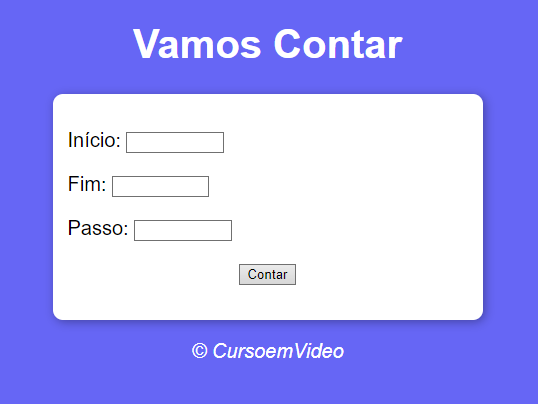 Vamos Contar
Início:
Fim:
Passo:
Contar
© CursoemVideo